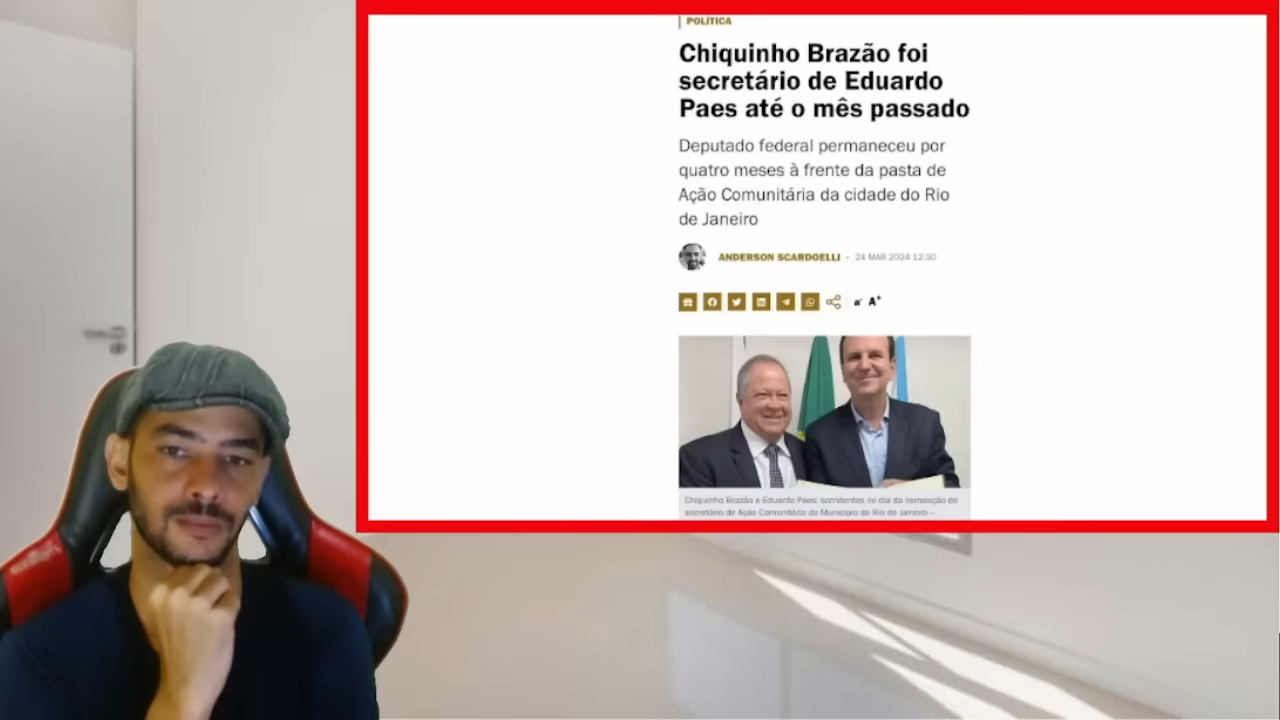 POLÍTICA
Chiquinho Brazão foi
secretário de Eduardo
Paes até o mês passado
Deputado federal permaneceu por
quatro meses à frente da pasta de
Ação Comunitária da cidade do Rio
de Janeiro
ANDERSON SCARDOELLI - 24 MAR 2024 12:30
a- A+
Chiquinho Brazão e Eduardo Paes: sorridentes no dia da nomeação do
secretário de Ação Comunitária do Município do Rio de Janeiro —